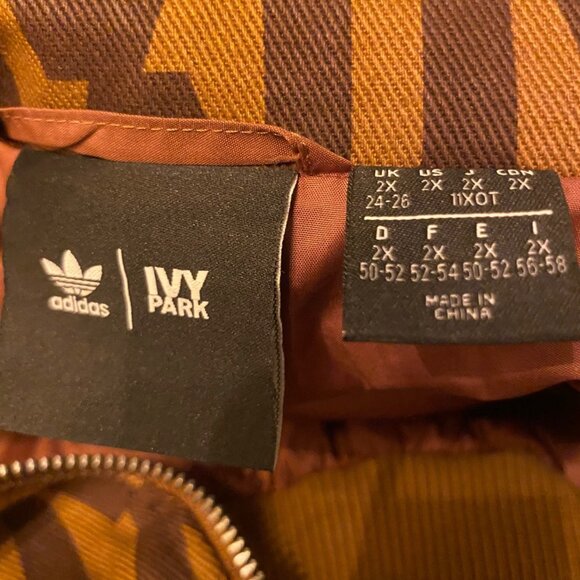 adidas
IVY
PARK
UK US J CDN
2X 2X 2X 2X
24-26 11XOT
D F E I
2X 2X 2X 2X
50-52 52-54 50-52 56-58
MADE IN
CHINA